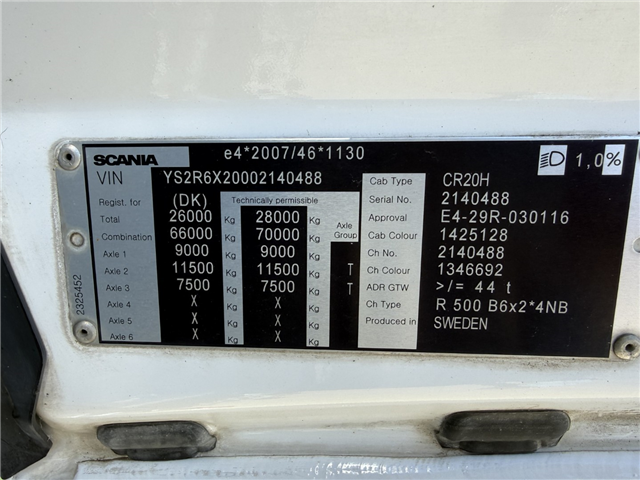 SCANIA e4*2007/46*1130 1,0%
VIN YS2R6X20002140488 Cab Type CR20H
Regist. for (DK) Technically permissible Serial No. 2140488
Total 26000 Kg 28000 Kg Approval E4-29R-030116
Combination 66000 Kg 70000 Kg Axle Group Cab Colour 1425128
Axle 1 9000 Kg 9000 Kg Ch No. 2140488
Axle 2 11500 Kg 11500 Kg T Ch Colour 1346692
Axle 3 7500 Kg 7500 Kg T ADR GTW >/= 44 t
Axle 4 X Kg X Kg Ch Type R 500 B6x2*4NB
Axle 5 X Kg X Kg Produced in SWEDEN
Axle 6 X Kg X Kg
2325452